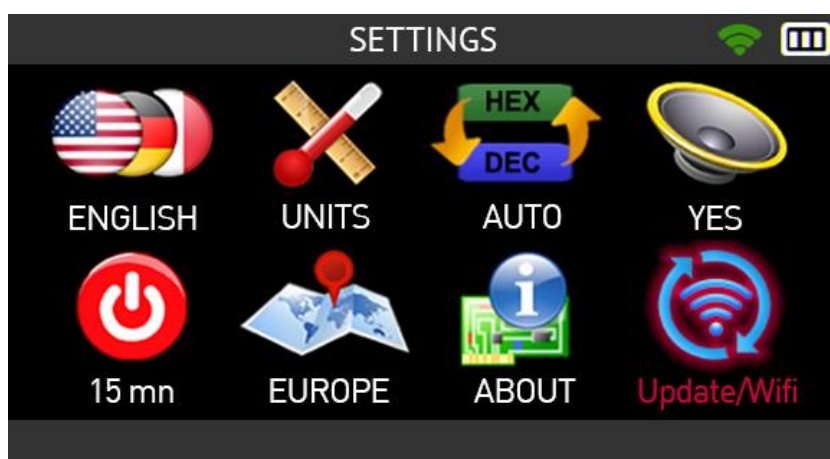 SETTINGS
HEX
DEC
ENGLISH UNITS AUTO YES
i
15 mn EUROPE ABOUT Update/Wifi